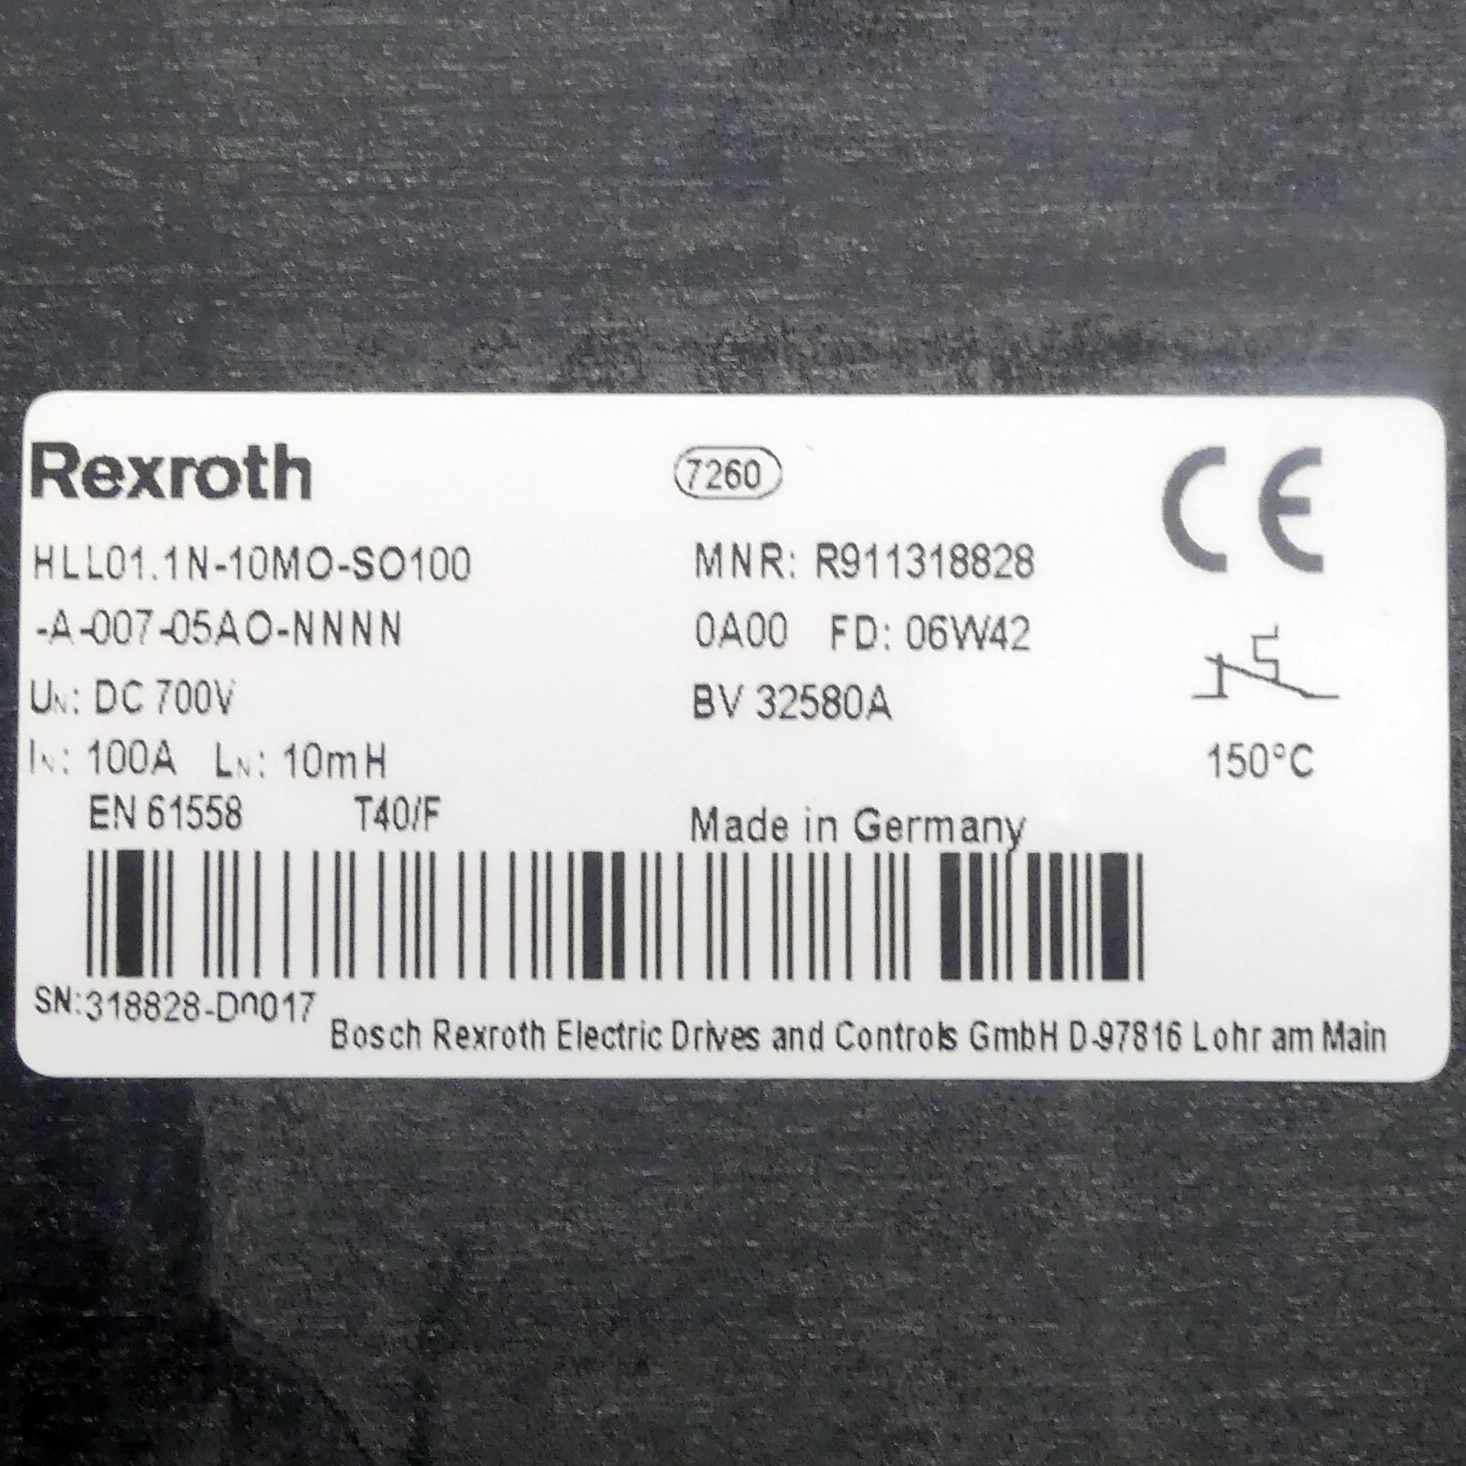 Rexroth
7260
CE
HLL01.1N-10MO-SO100
-A-007-05AO-NNNN
MNR: R911318828
0A00 FD: 06W42
UN: DC 700V
BV 32580A
IN: 100A LN: 10mH
150°C
EN 61558 T40/F
Made in Germany
SN:318828-D0017
Bosch Rexroth Electric Drives and Controls GmbH D-97816 Lohr am Main